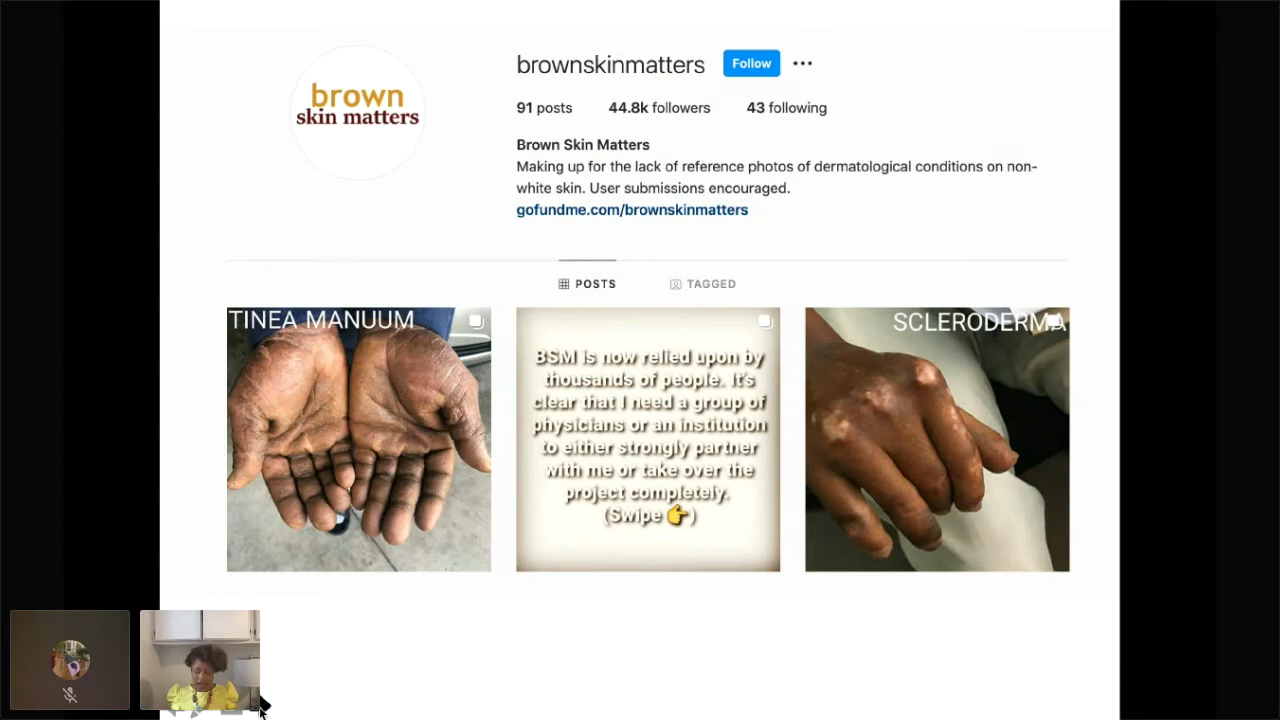 brown
skin matters
brownskinmatters
Follow
91 posts 44.8k followers 43 following
Brown Skin Matters
Making up for the lack of reference photos of dermatological conditions on non-
white skin. User submissions encouraged.
gofundme.com/brownskinmatters
POSTS TAGGED
TINEA MANUUM
BSM is now relied upon by
thousands of people. It's
clear that I need a group of
physicians or an institution
to either strongly partner
with me or take over the
project completely.
(Swipe 👉)
SCLERODERMA